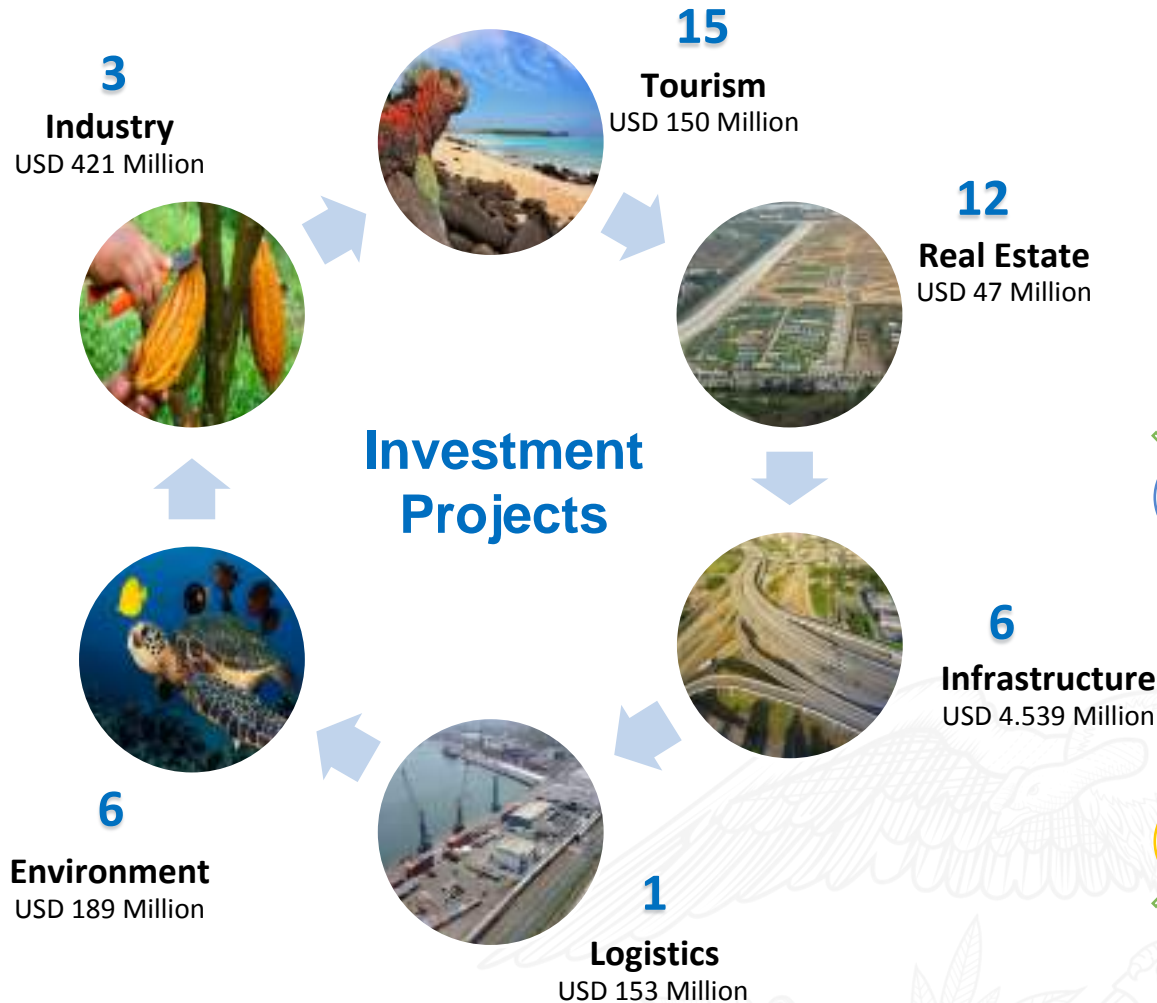 15
Tourism
USD 150 Million
12
Real Estate
USD 47 Million
6
Infrastructure
USD 4.539 Million
1
Logistics
USD 153 Million
6
Environment
USD 189 Million
3
Industry
USD 421 Million
Investment
Projects